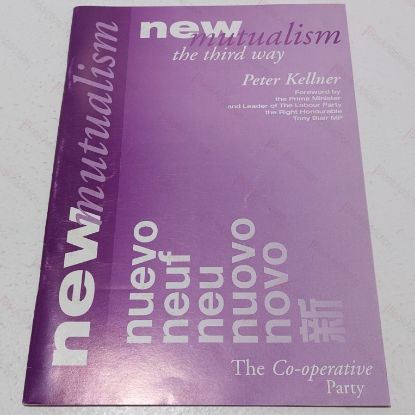 new
mutualism
the third way
Peter Kellner
Foreword by
the Prime Minister
and Leader of The Labour Party
the Right Honourable
Tony Blair MP
new
mutualism
nuevo
neuf
neu
nuovo
novo
新
The Co-operative
Party